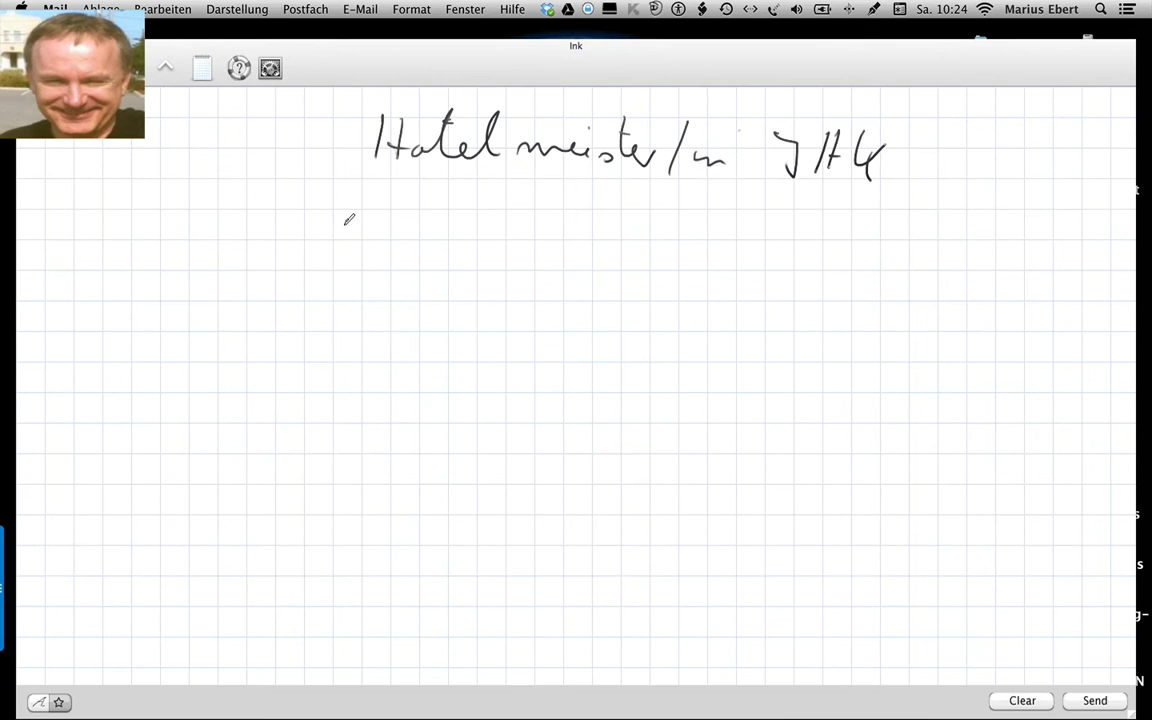 Mail Ablage Bearbeiten Darstellung Postfach E-Mail Format Fenster Hilfe Sa. 10:24 Marius Ebert
Ink
Hotelmeister/in IHK
Clear Send